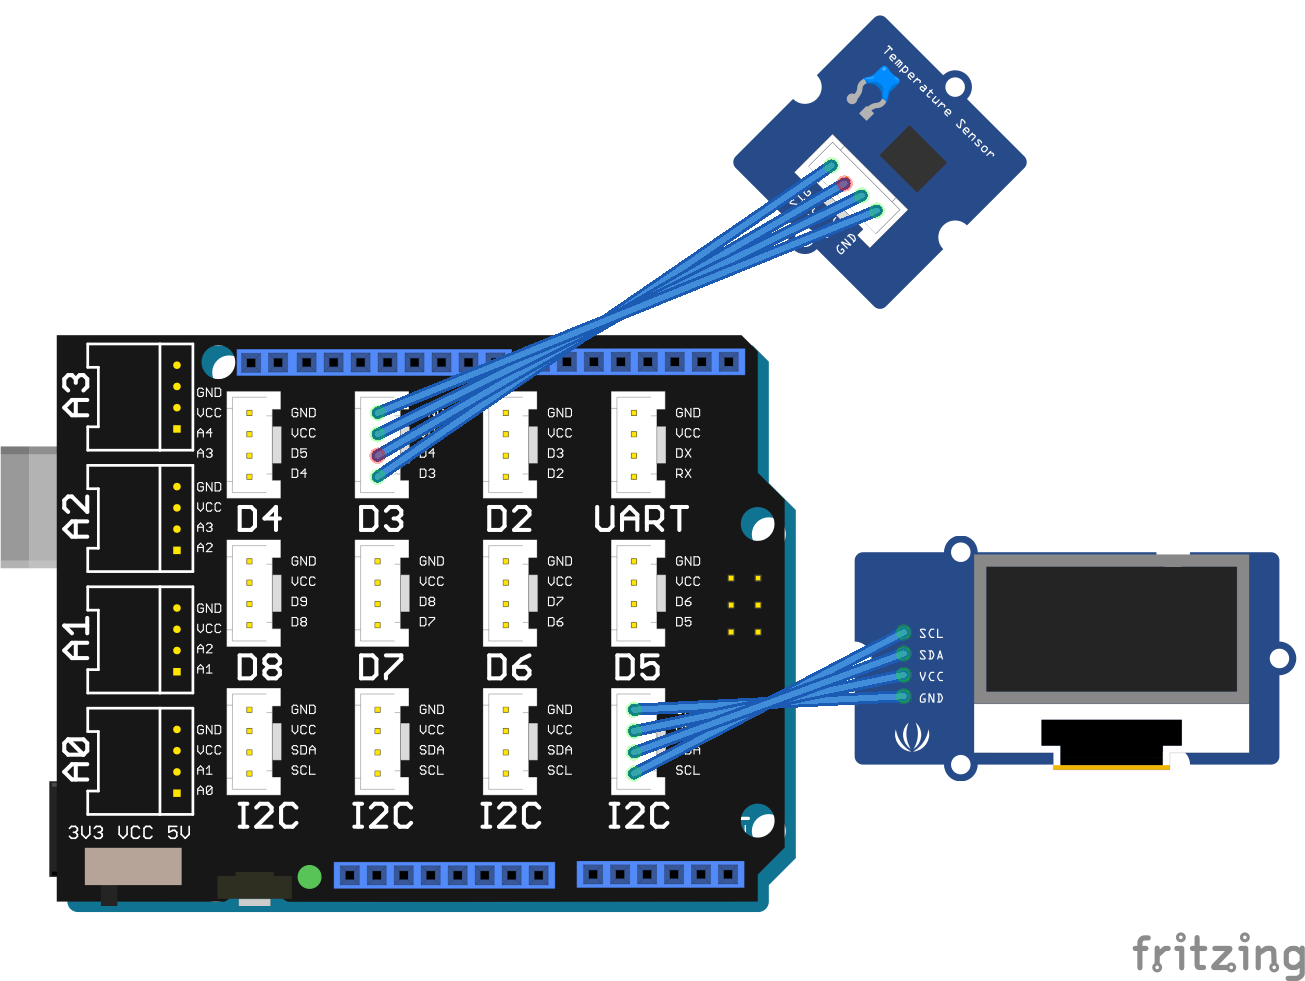 Temperature Sensor
SIG
GND
A3
GND
VCC
A4
A3
A2
GND
VCC
A3
A2
A1
GND
VCC
A2
A1
A0
GND
VCC
A1
A0
GND
VCC
D5
D4
D4
D4
D3
D3
GND
VCC
D3
D2
D2
GND
VCC
DX
RX
UART
GND
VCC
D9
D8
D8
GND
VCC
D8
D7
D7
GND
VCC
D7
D6
D6
GND
VCC
D6
D5
D5
GND
VCC
SDA
SCL
I2C
GND
VCC
SDA
SCL
I2C
GND
VCC
SDA
SCL
I2C
SCL
I2C
SCL
SDA
VCC
GND
3V3 VCC 5V
fritzing